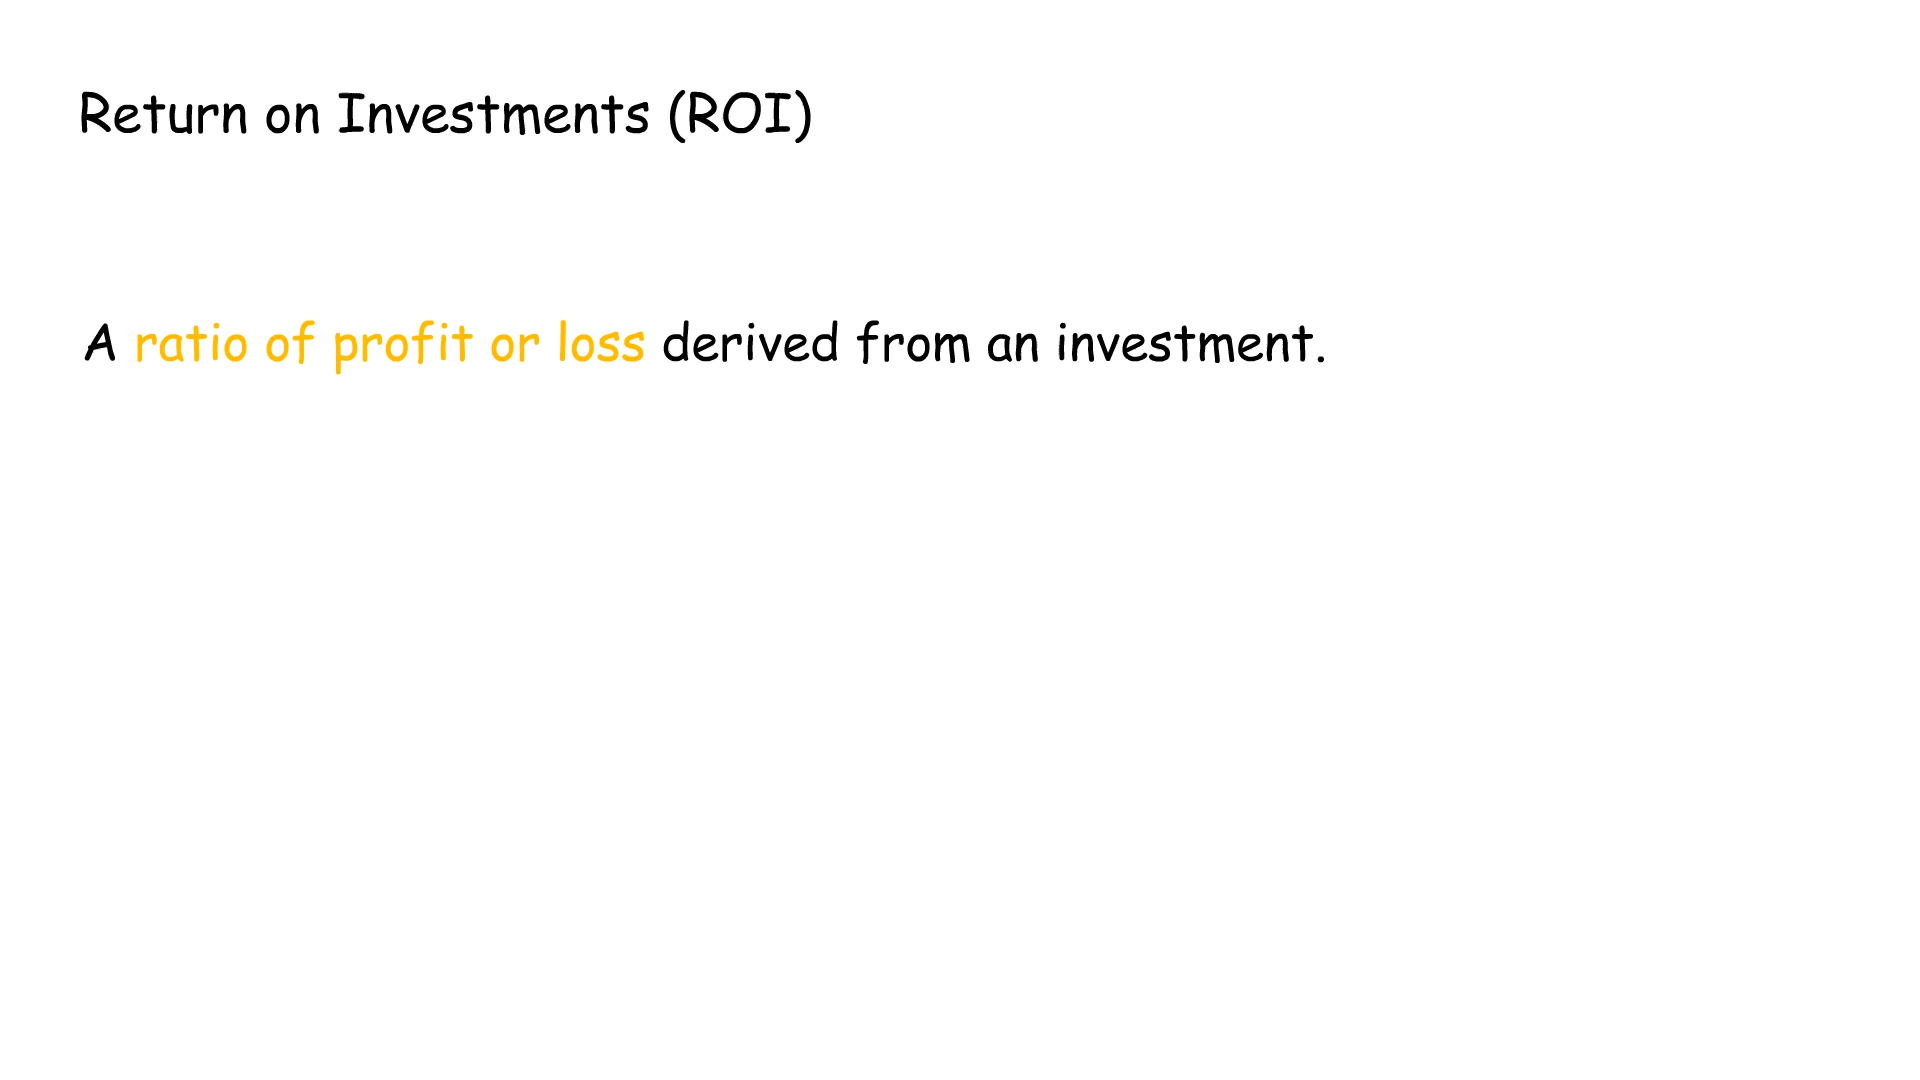 Return on Investments (ROI)
A ratio of profit or loss derived from an investment.